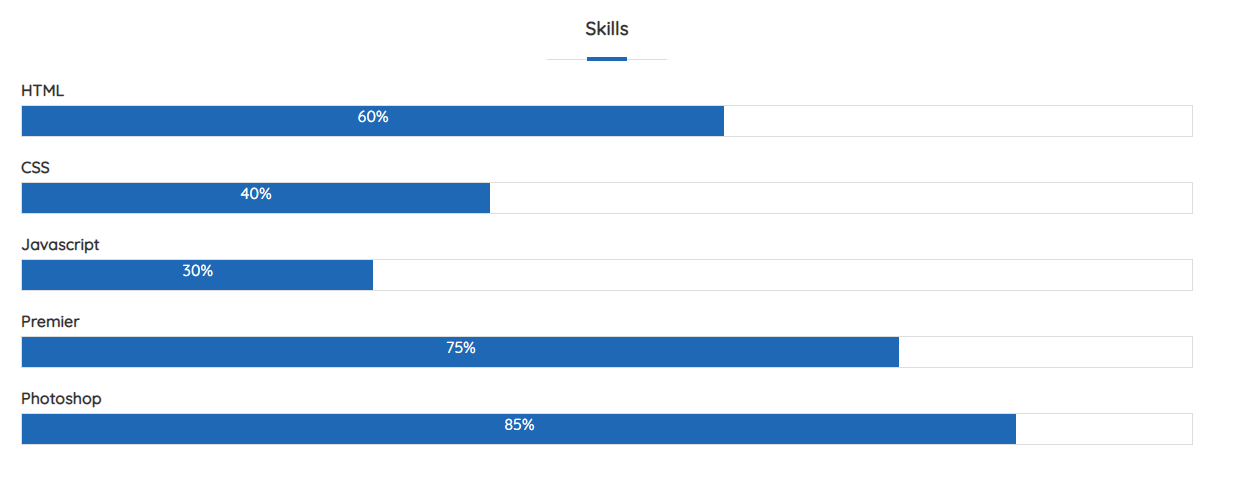 Skills
HTML
60%
CSS
40%
Javascript
30%
Premier
75%
Photoshop
85%